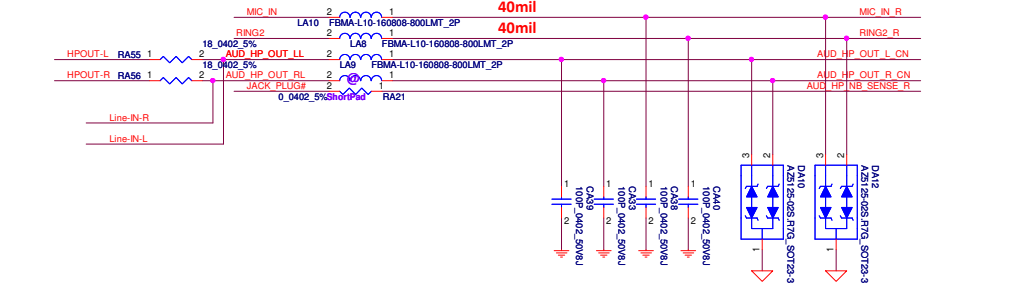 40mil
MIC_IN 2 1 MIC_IN_R
LA10 FBMA-L10-160808-800LMT_2P
40mil
RING2 2 1 RING2_R
18_0402_5% LA8 FBMA-L10-160808-800LMT_2P
HPOUT-L RA55 1 2 AUD_HP_OUT_LL 2 1 AUD_HP_OUT_L_CN
18_0402_5% LA9 FBMA-L10-160808-800LMT_2P
HPOUT-R RA56 1 2 AUD_HP_OUT_RL 2 @ 1 AUD_HP_OUT_R_CN
JACK_PLUG# 2 1 AUD_HP_NB_SENSE_R
0_0402_5%ShortPad RA21
Line-IN-R
Line-IN-L
1 2
CA39
100P_0402_50V8J
1 2
CA33
100P_0402_50V8J
1 2
CA38
100P_0402_50V8J
1 2
CA40
100P_0402_50V8J
3 2 1
DA10
AZ5125-02S.R7G_SOT23-3
3 2 1
DA12
AZ5125-02S.R7G_SOT23-3